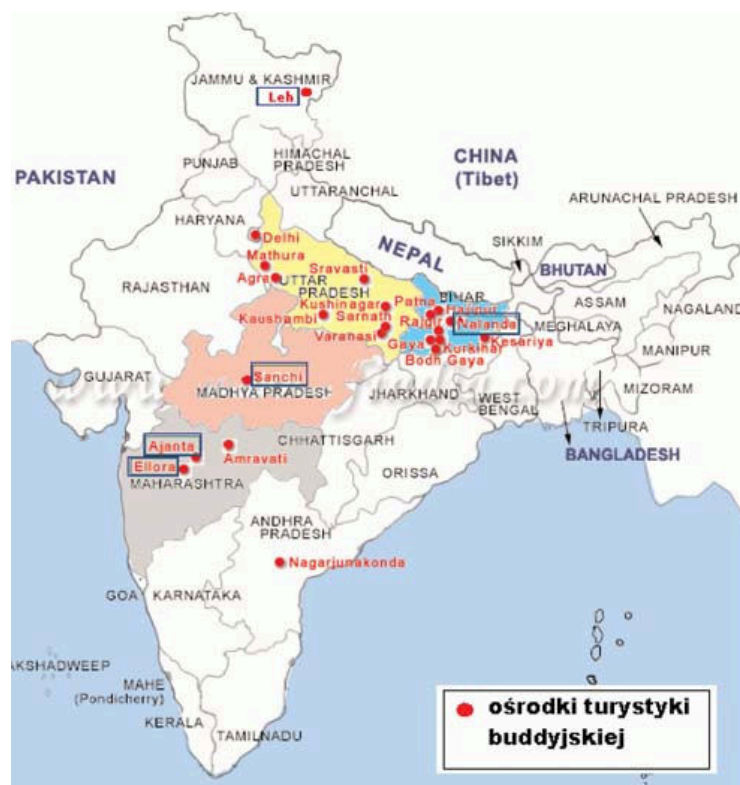 JAMMU & KASHMIR
Leh
HIMACHAL
PRADESH
PUNJAB
PAKISTAN
CHINA
(Tibet)
UTTARANCHAL
ARUNACHAL PRADESH
HARYANA
Delhi
NEPAL
SIKKIM
Mathura
Sravasti
BHUTAN
RAJASTHAN
Agra
UTTAR
PRADESH
Kushinagar
Patna
BIHAR
Hajipur
ASSAM
NAGALAND
Kaushambi
Sarnath
Rajgir
Nalanda
MEGHALAYA
Varanasi
Gaya
Kurkihar
Kesariya
MANIPUR
Bodh Gaya
GUJARAT
Sanchi
MADHYA PRADESH
JHARKHAND
WEST
BENGAL
MIZORAM
TRIPURA
BANGLADESH
Ajanta
CHHATTISGARH
Ellora
Amravati
MAHARASHTRA
ORISSA
ANDHRA
PRADESH
Nagarjunakonda
GOA
KARNATAKA
AKSHADWEEP
MAHE
(Pondicherry)
KERALA
TAMILNADU
ośrodki turystyki
buddyjskiej